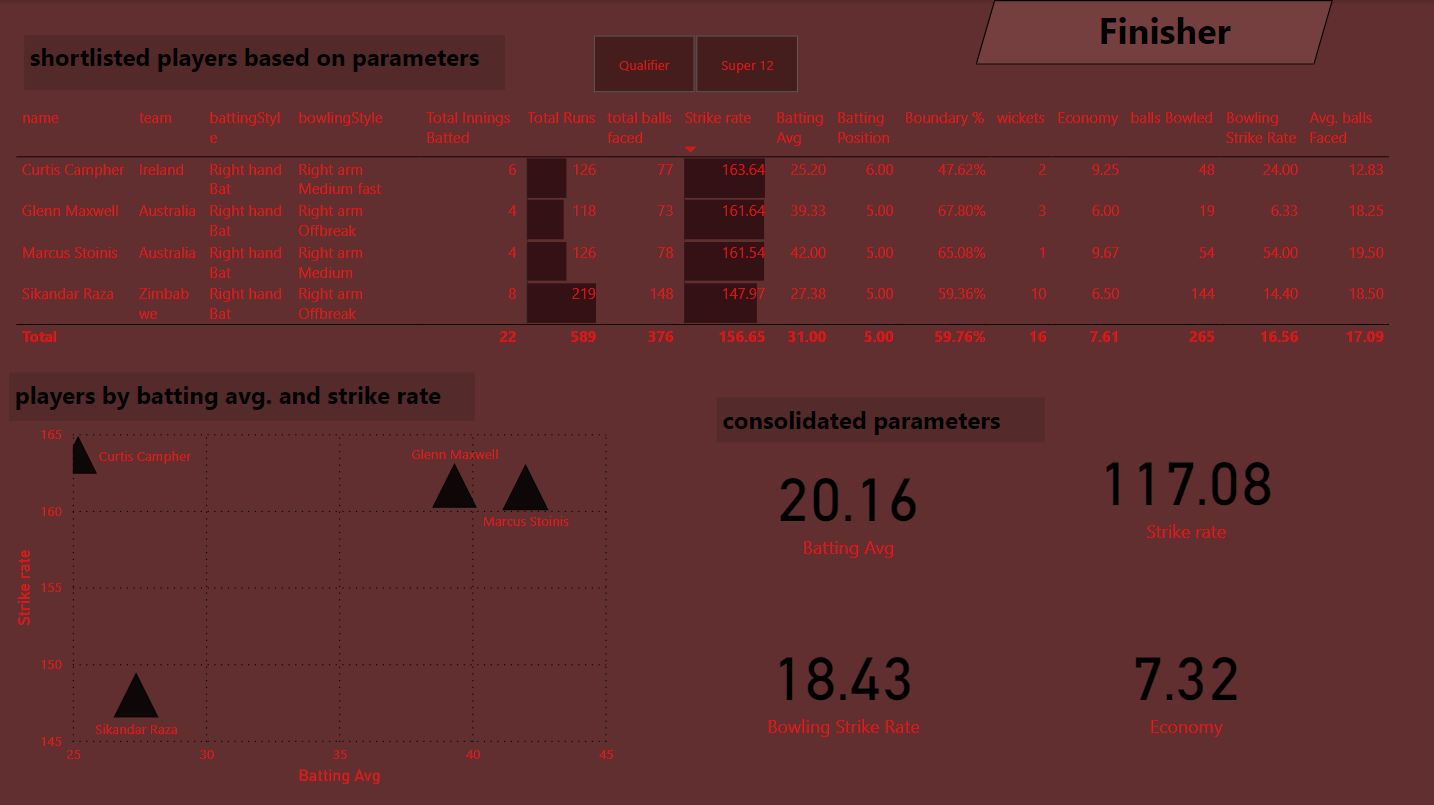 Finisher
shortlisted players based on parameters
Qualifier Super 12
name team battingStyl bowlingStyle Total Innings Total Runs total balls Strike rate Batting Batting Boundary % wickets Economy balls Bowled Bowling Avg. balls
e Batted faced Avg Position Strike Rate Faced
Curtis Campher Ireland Right hand Right arm 6 126 77 163.64 25.20 6.00 47.62% 2 9.25 48 24.00 12.83
Bat Medium fast
Glenn Maxwell Australia Right hand Right arm 4 118 73 161.64 39.33 5.00 67.80% 3 6.00 19 6.33 18.25
Bat Offbreak
Marcus Stoinis Australia Right hand Right arm 4 126 78 161.54 42.00 5.00 65.08% 1 9.67 54 54.00 19.50
Bat Medium
Sikandar Raza Zimbab Right hand Right arm 8 219 148 147.97 27.38 5.00 59.36% 10 6.50 144 14.40 18.50
we Bat Offbreak
Total 22 589 376 156.65 31.00 5.00 59.76% 16 7.61 265 16.56 17.09
players by batting avg. and strike rate
165
160
155
150
145
Strike rate
Curtis Campher
Glenn Maxwell
Marcus Stoinis
Sikandar Raza
25 30 35 40 45
Batting Avg
consolidated parameters
20.16
Batting Avg
117.08
Strike rate
18.43
Bowling Strike Rate
7.32
Economy